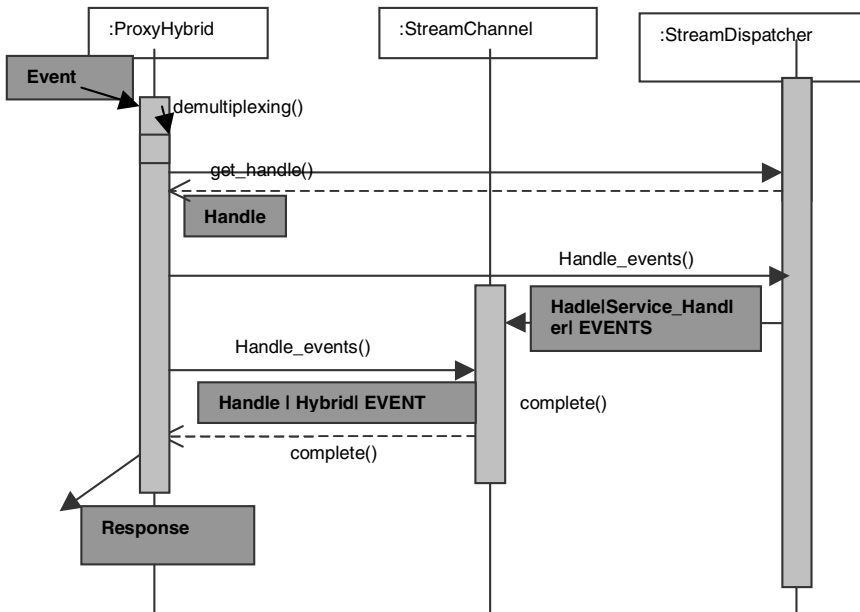 :ProxyHybrid
:StreamChannel
:StreamDispatcher
Event
demultiplexing()
get_handle()
Handle
Handle_events()
Hadle|Service_Handl
er| EVENTS
Handle_events()
Handle | Hybrid| EVENT
complete()
complete()
Response